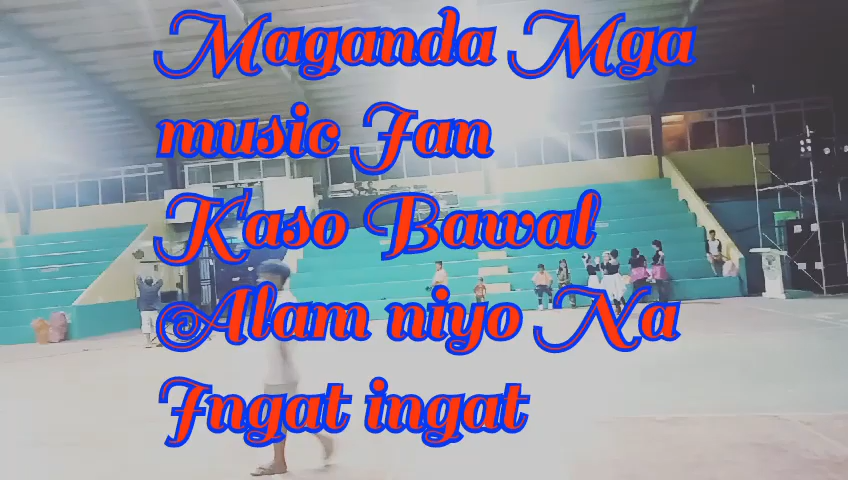 Maganda Mga
music Fan
Kaso Bawal
Alam niyo Na
Ingat ingat